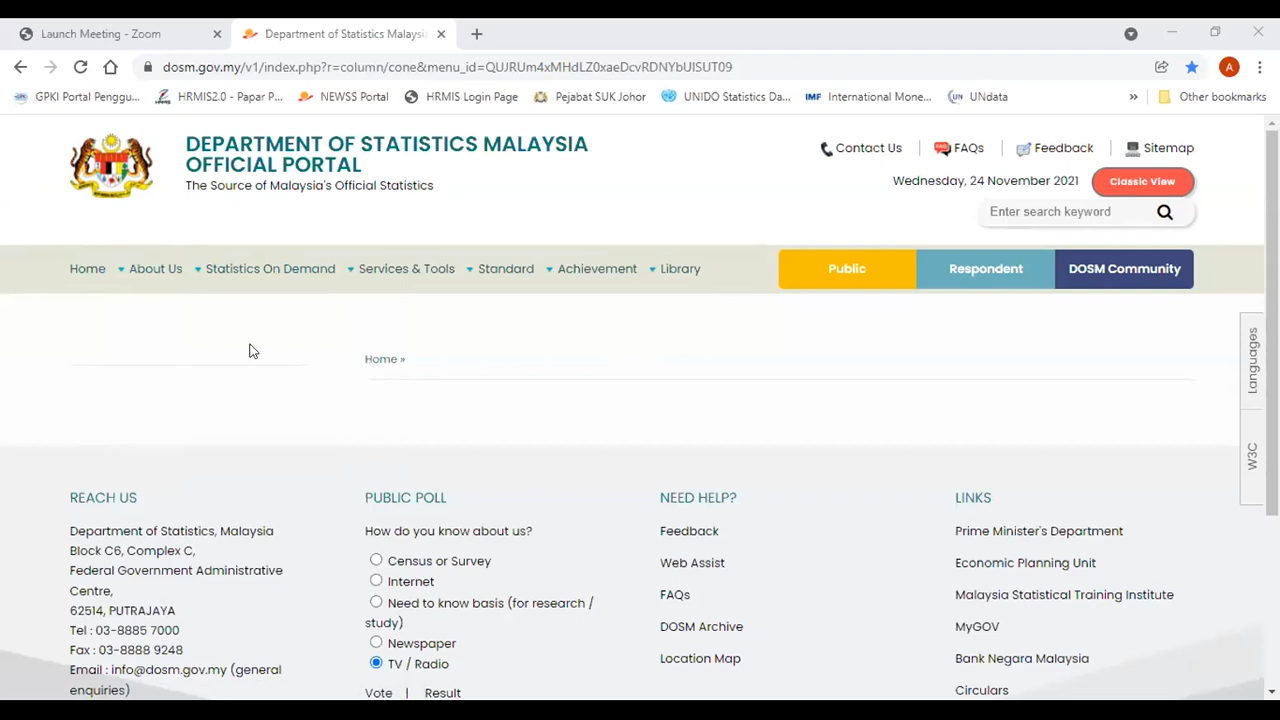 Launch Meeting - Zoom
Department of Statistics Malaysia
dosm.gov.my/v1/index.php?r=column/cone&menu_id=QUJRUm4xMHdLZ0xaeDcvRDNYbUlSUT09
A
GPKI Portal Penggu...
HRMIS2.0 - Papar P...
NEWSS Portal
HRMIS Login Page
Pejabat SUK Johor
UNIDO Statistics Da...
IMF International Mone...
UNdata
»
Other bookmarks
DEPARTMENT OF STATISTICS MALAYSIA
OFFICIAL PORTAL
The Source of Malaysia's Official Statistics
Contact Us
FAQs
Feedback
Sitemap
Wednesday, 24 November 2021
Classic View
Enter search keyword
Home
About Us
Statistics On Demand
Services & Tools
Standard
Achievement
Library
Public
Respondent
DOSM Community
Languages
W3C
Home »
REACH US
Department of Statistics, Malaysia
Block C6, Complex C,
Federal Government Administrative
Centre,
62514, PUTRAJAYA
Tel : 03-8885 7000
Fax : 03-8888 9248
Email : info@dosm.gov.my (general
enquiries)
PUBLIC POLL
How do you know about us?
Census or Survey
Internet
Need to know basis (for research /
study)
Newspaper
TV / Radio
Vote | Result
NEED HELP?
Feedback
Web Assist
FAQs
DOSM Archive
Location Map
LINKS
Prime Minister's Department
Economic Planning Unit
Malaysia Statistical Training Institute
MyGOV
Bank Negara Malaysia
Circulars